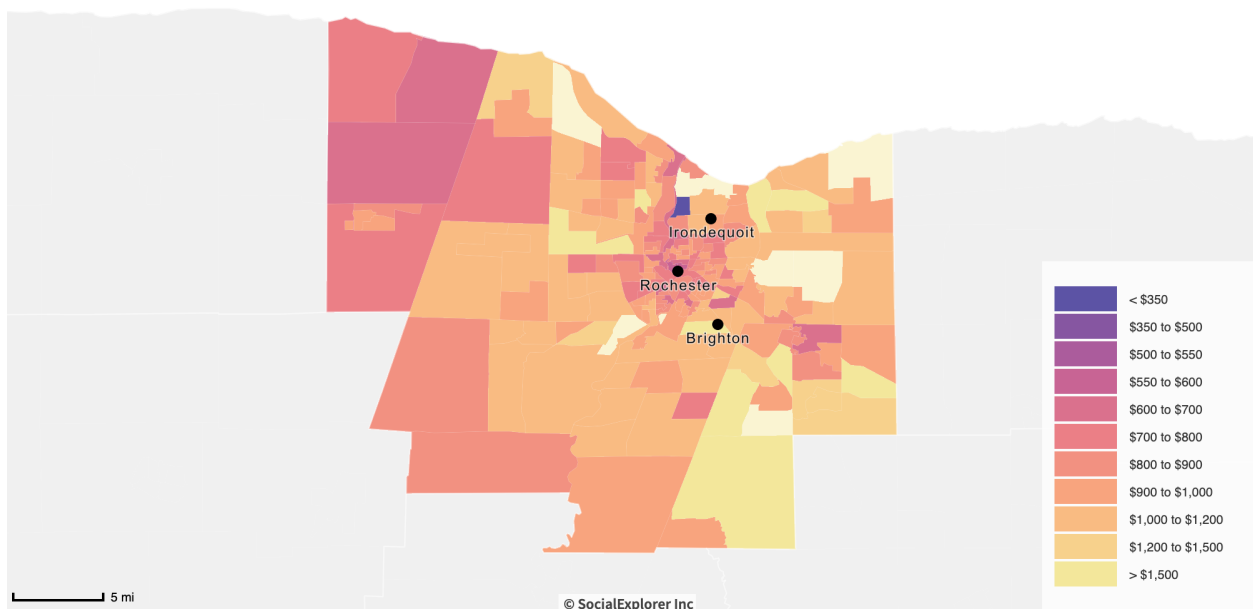 Irondequoit
Rochester
Brighton
< $350
$350 to $500
$500 to $550
$550 to $600
$600 to $700
$700 to $800
$800 to $900
$900 to $1,000
$1,000 to $1,200
$1,200 to $1,500
> $1,500
5 mi
© SocialExplorer Inc